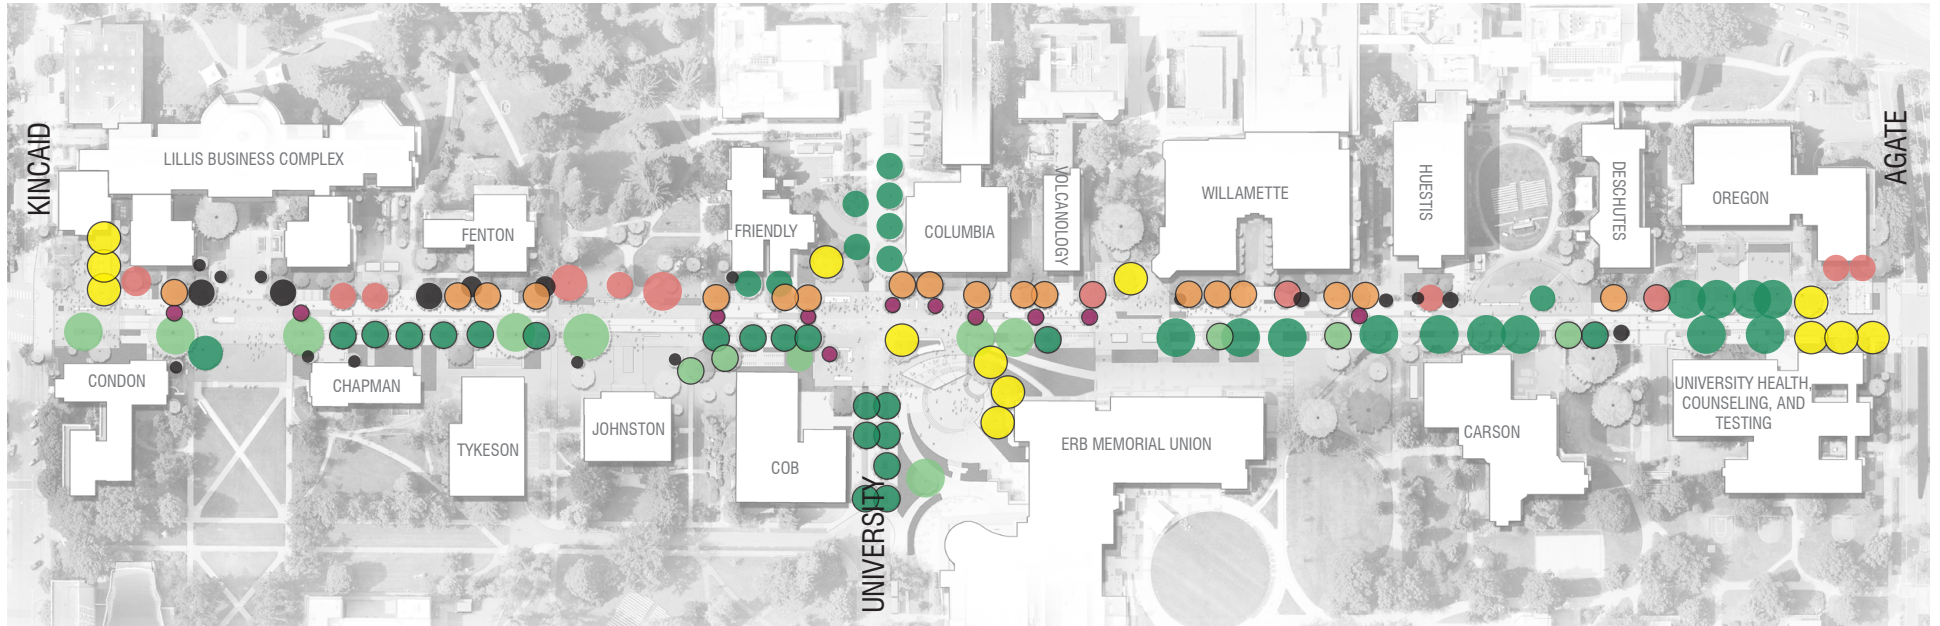 KINCAID
LILLIS BUSINESS COMPLEX
FENTON
FRIENDLY
COLUMBIA
VOLCANOLOGY
WILLAMETTE
HUESTIS
DESCHUTES
OREGON
AGATE
CONDON
CHAPMAN
TYKESON
JOHNSTON
COB
UNIVERSITY
ERB MEMORIAL UNION
CARSON
UNIVERSITY HEALTH,
COUNSELING, AND
TESTING